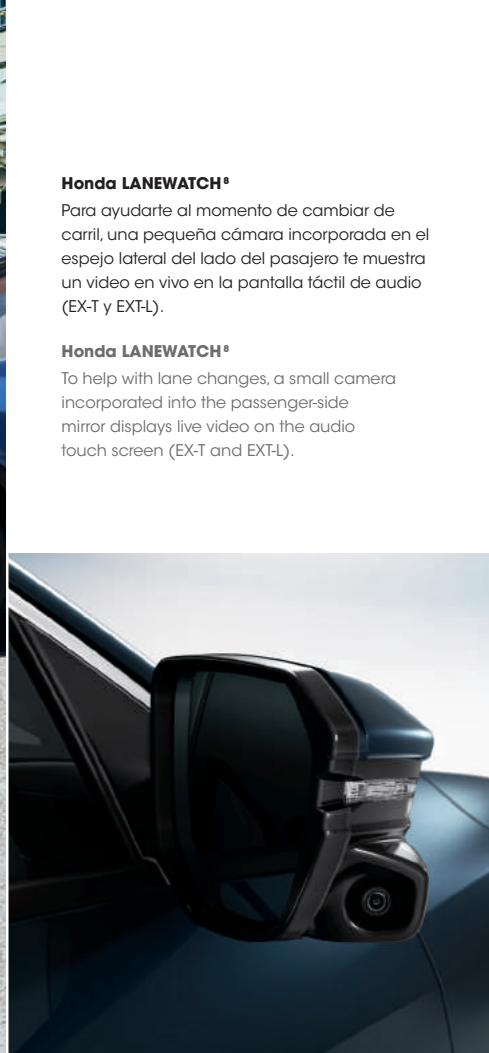 Honda LANEWATCH⁸
Para ayudarte al momento de cambiar de
carril, una pequeña cámara incorporada en el
espejo lateral del lado del pasajero te muestra
un video en vivo en la pantalla táctil de audio
(EX-T y EXT-L).
Honda LANEWATCH⁸
To help with lane changes, a small camera
incorporated into the passenger-side
mirror displays live video on the audio
touch screen (EX-T and EXT-L).